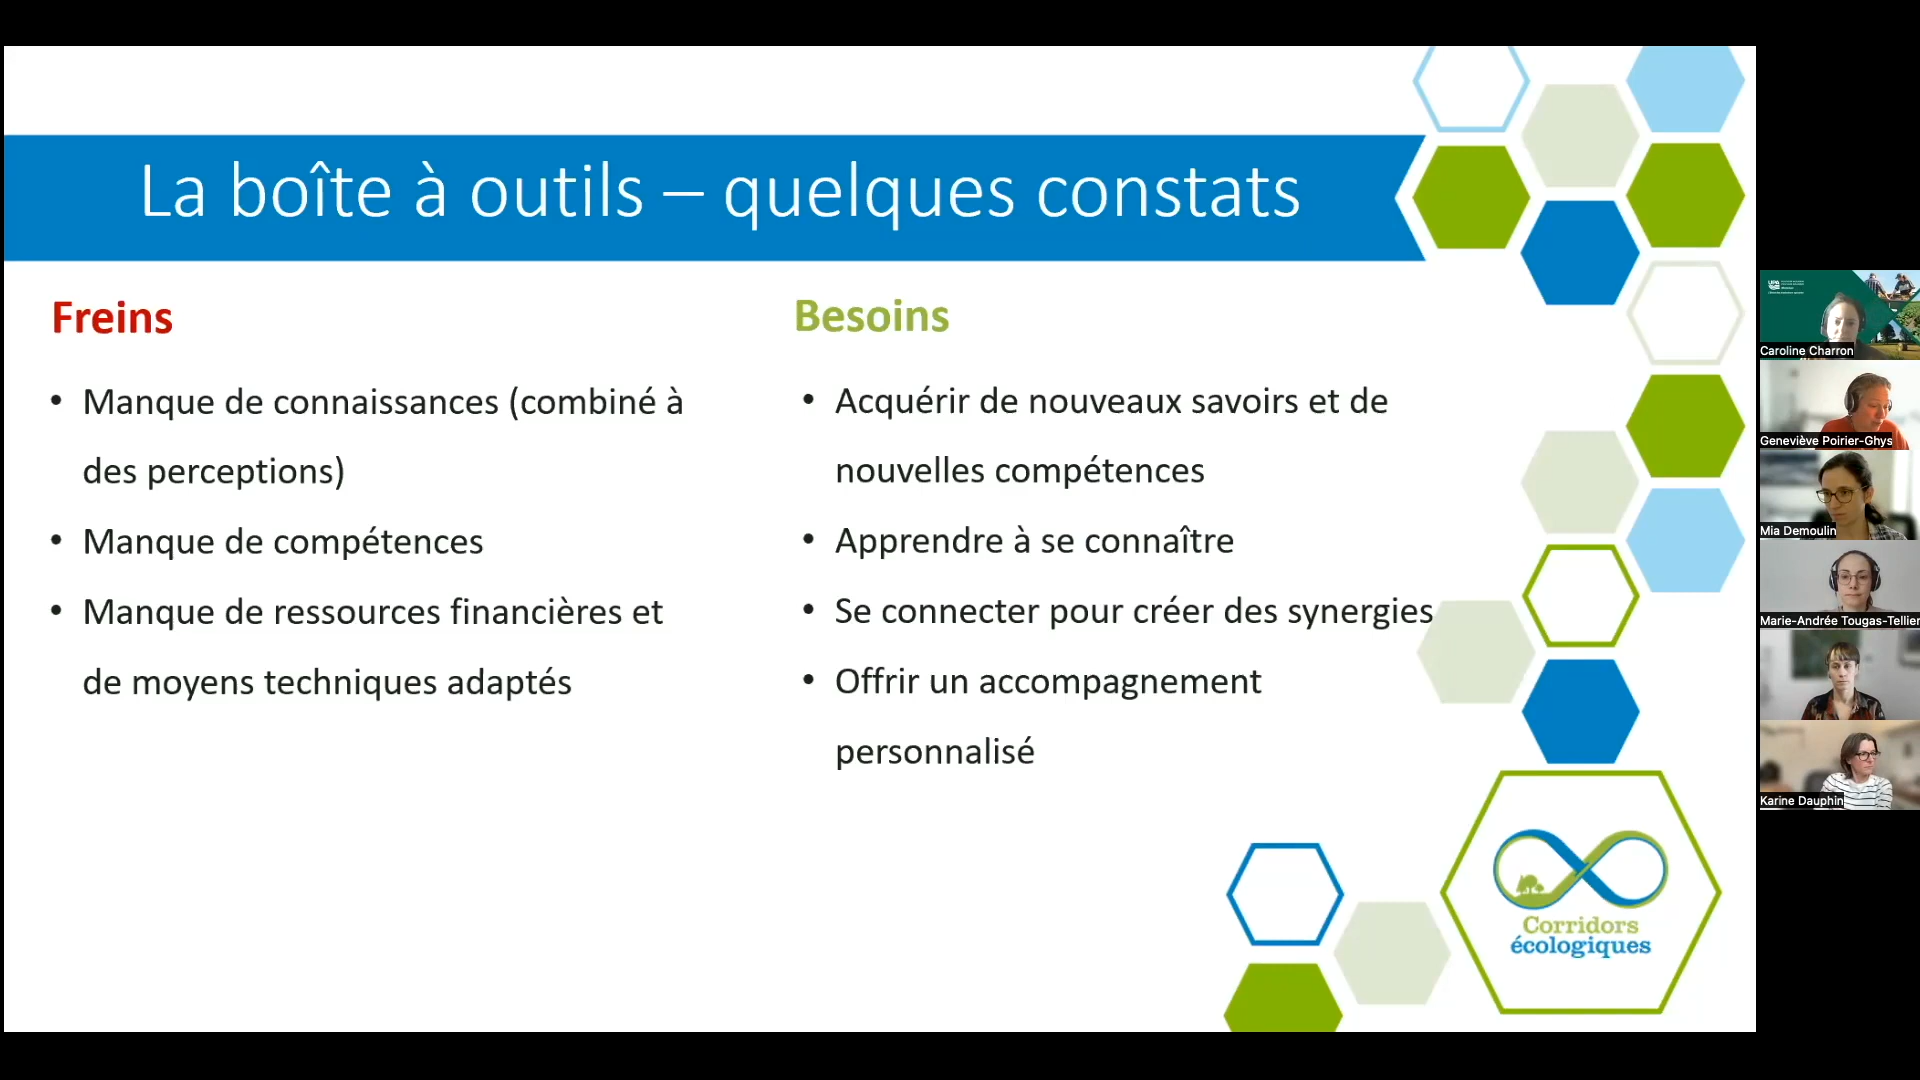 La boîte à outils – quelques constats
Freins
• Manque de connaissances (combiné à
des perceptions)
• Manque de compétences
• Manque de ressources financières et
de moyens techniques adaptés
Besoins
• Acquérir de nouveaux savoirs et de
nouvelles compétences
• Apprendre à se connaître
• Se connecter pour créer des synergies
• Offrir un accompagnement
personnalisé
Corridors
écologiques
UPA
Caroline Charron
Geneviève Poirier-Ghys
Mia Demoulin
Marie-Andrée Tougas-Tellier
Karine Dauphin